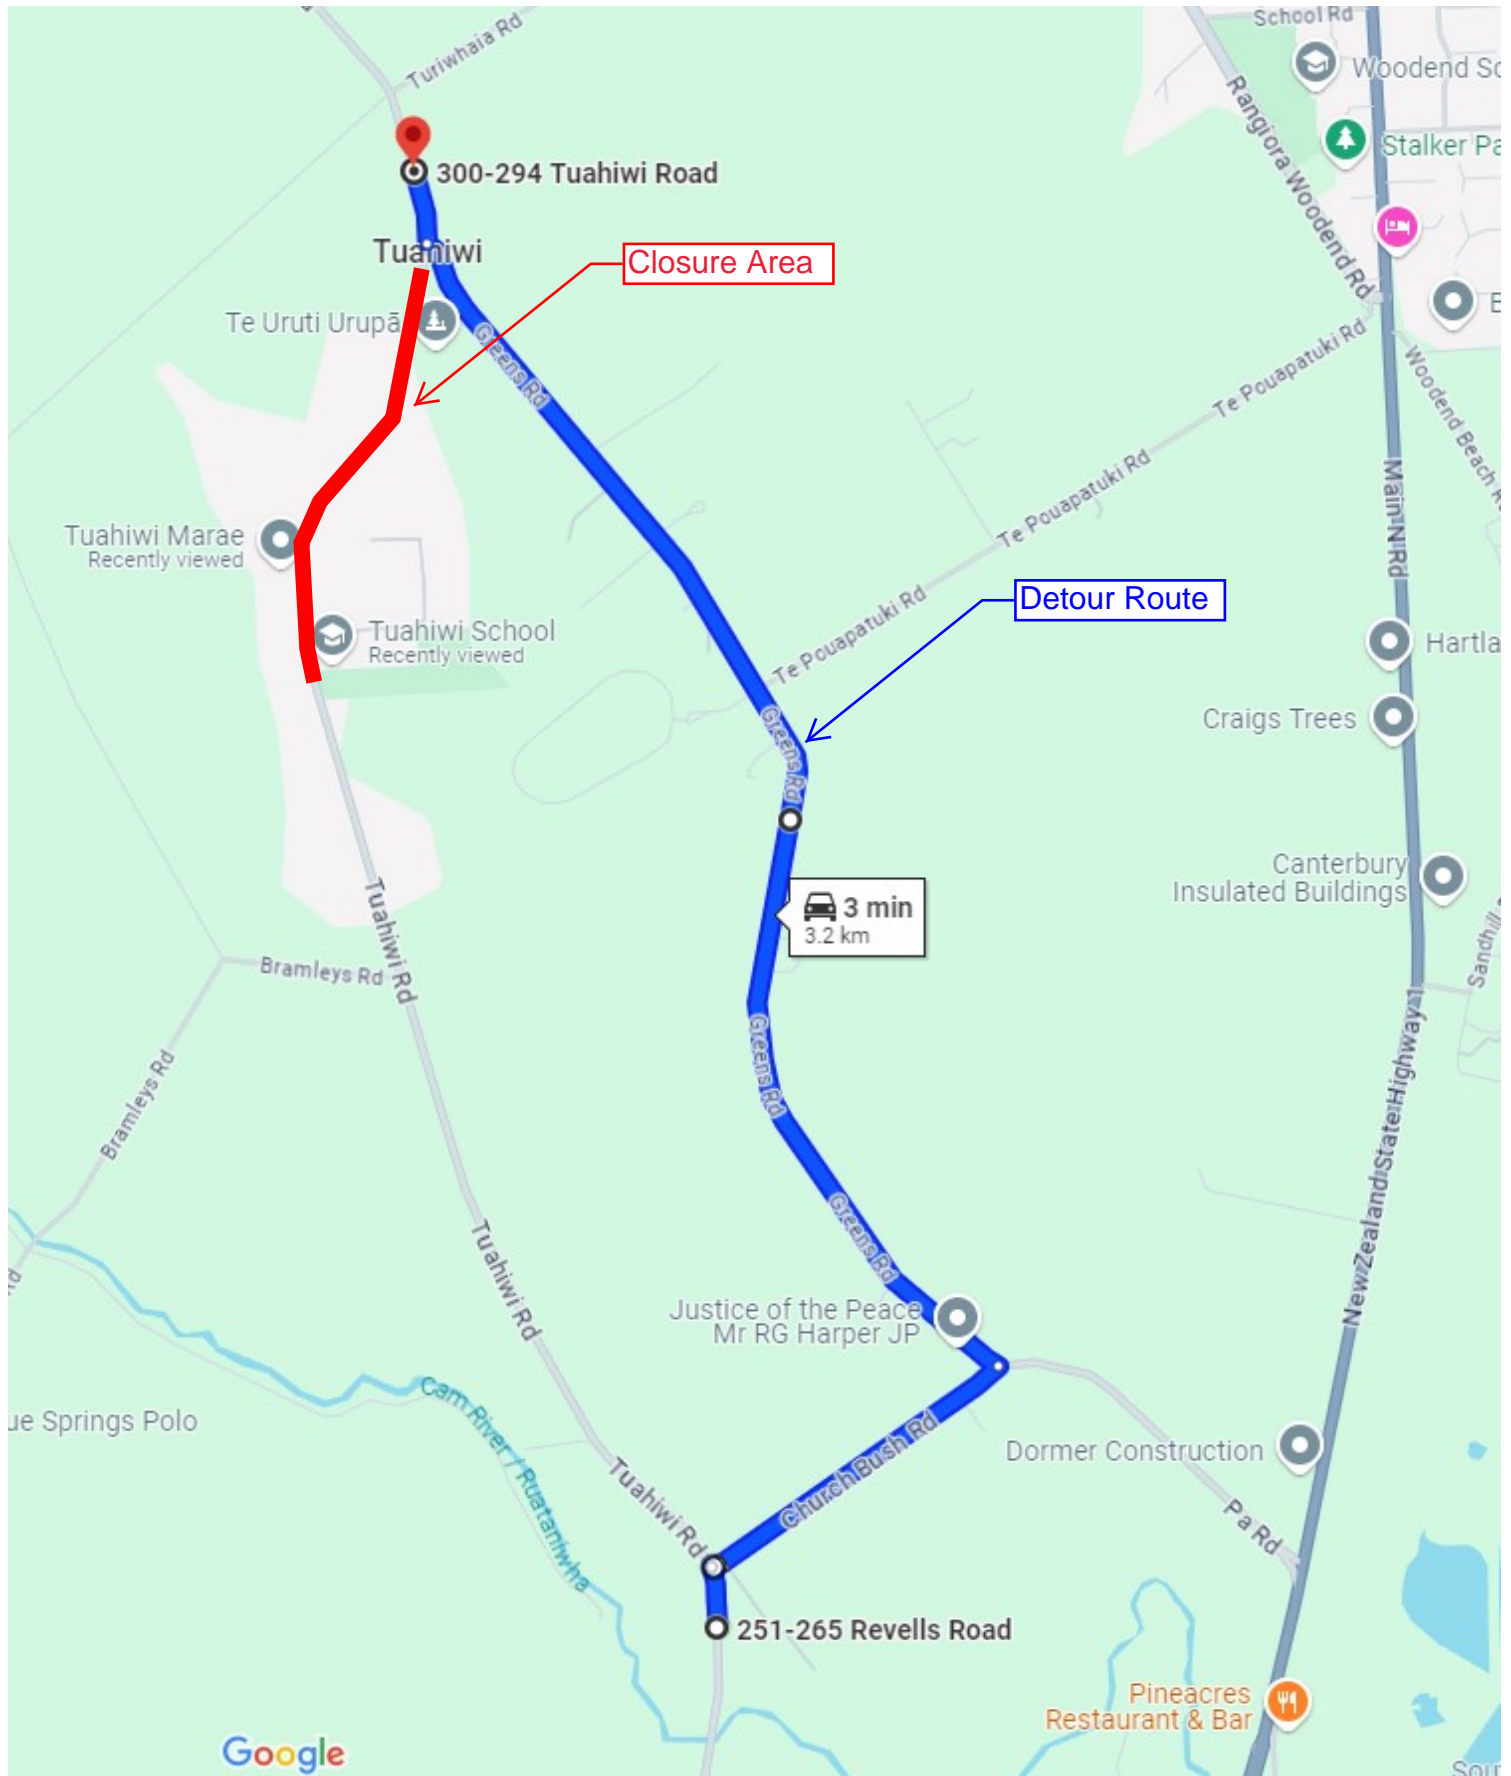 School Rd
Turiwhaia Rd
Woodend Sc
Rangiora Woodend Rd
Stalker Pa
300-294 Tuahiwi Road
Tuahiwi
Closure Area
Te Uruti Urupā
Greens Rd
B
Te Pouapatuki Rd
Woodend Beach R
Main N Rd
Te Pouapatuki Rd
Tuahiwi Marae
Recently viewed
Te Pouapatuki Rd
Detour Route
Tuahiwi School
Recently viewed
Hartla
Greens Rd
Craigs Trees
Canterbury
Insulated Buildings
3 min
3.2 km
Tuahiwi Rd
Bramleys Rd
Sandhill
Greens Rd
Bramleys Rd
New Zealand State Highway 1
Greens Rd
Tuahiwi Rd
Rd
Justice of the Peace
Mr RG Harper JP
Cam River / Ruataniwha
ue Springs Polo
Church Bush Rd
Dormer Construction
Tuahiwi Rd
Pa Rd
251-265 Revells Road
Pineacres
Restaurant & Bar
Google
Sou